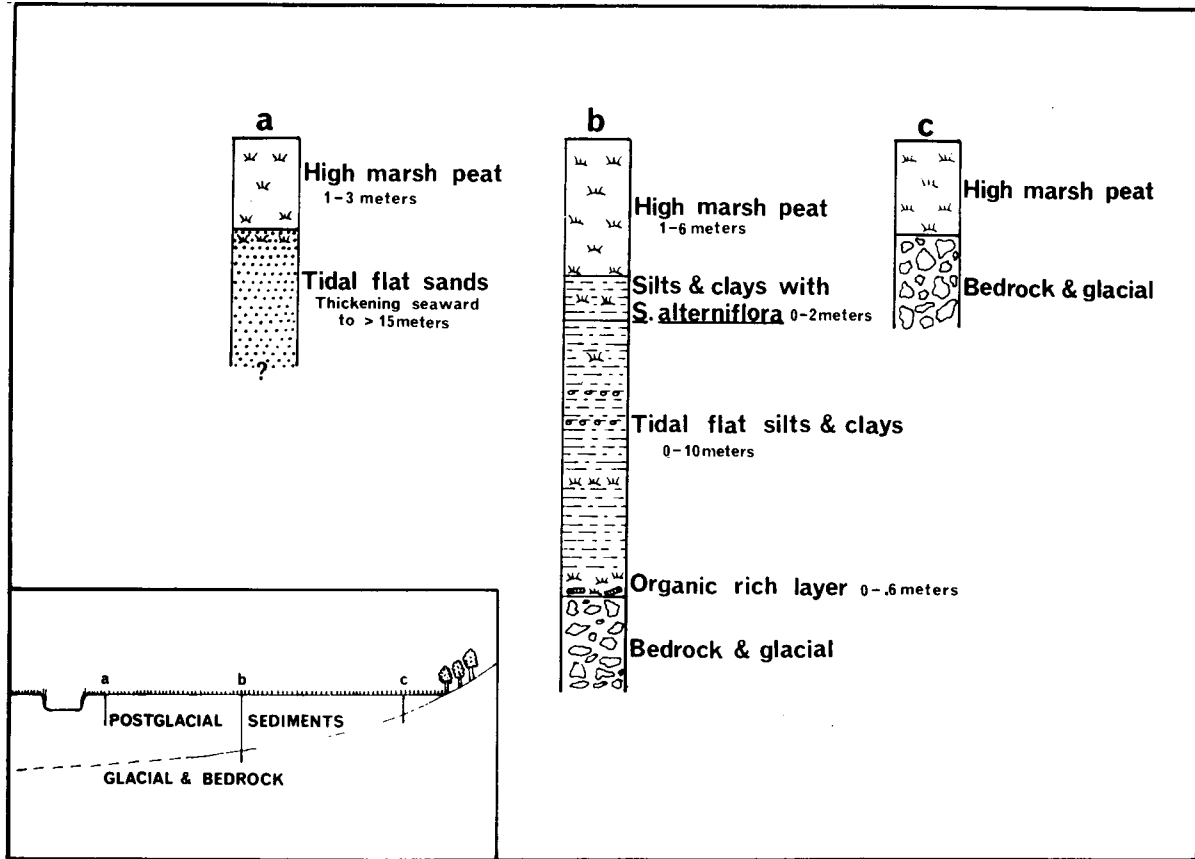 a
High marsh peat
1-3 meters
Tidal flat sands
Thickening seaward
to > 15meters
?
b
High marsh peat
1-6 meters
Silts & clays with
S. alterniflora 0-2meters
Tidal flat silts & clays
0-10meters
Organic rich layer 0-.6 meters
Bedrock & glacial
c
High marsh peat
Bedrock & glacial
a b c
POSTGLACIAL SEDIMENTS
GLACIAL & BEDROCK